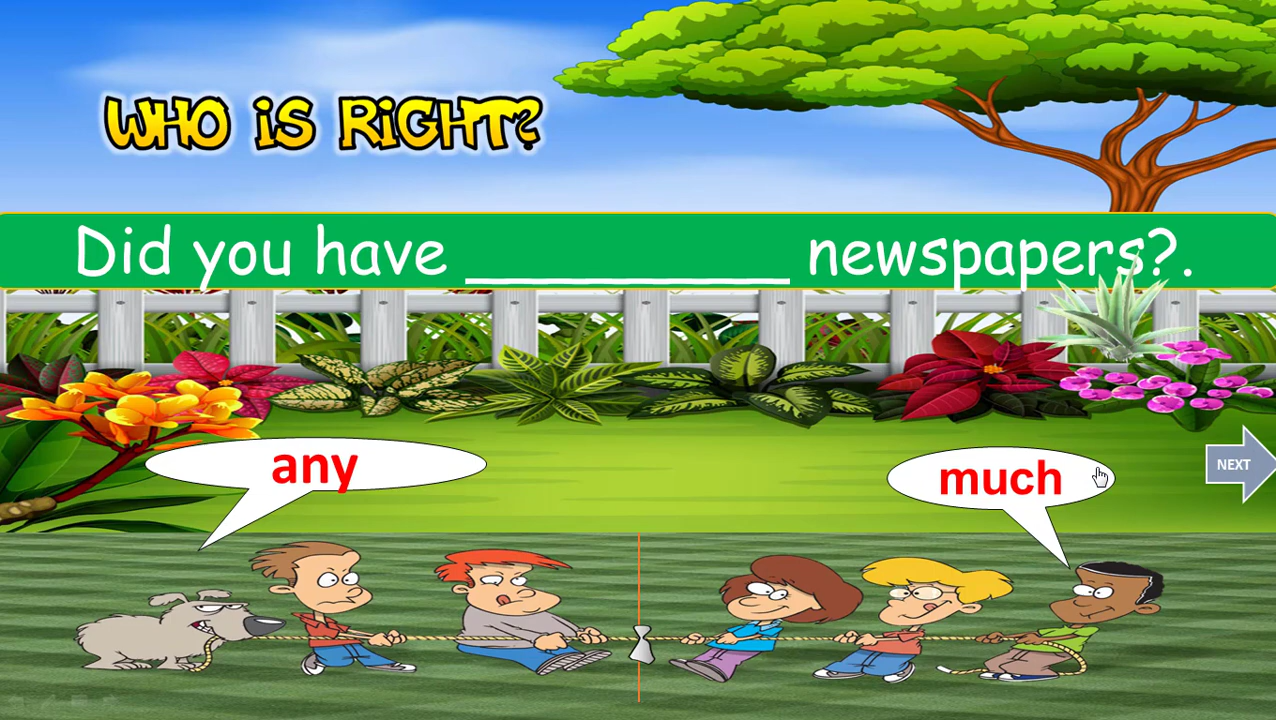 WHO iS RiGHT?
Did you have __________ newspapers?.
any
much
NEXT